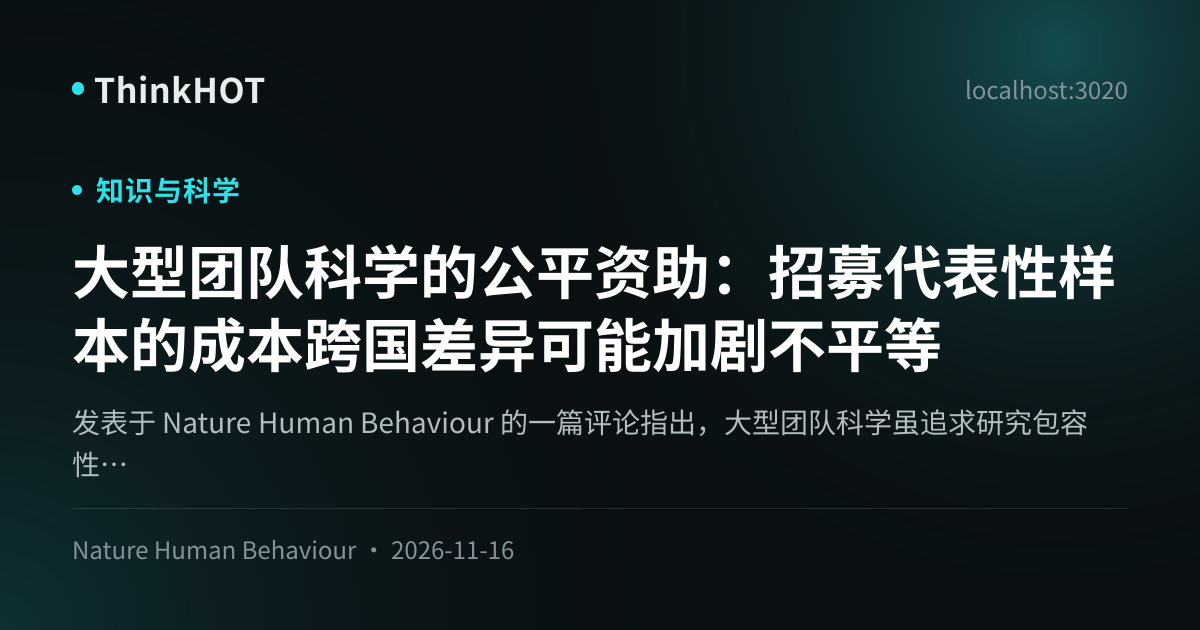 ThinkHOT
localhost:3020
知识与科学
大型团队科学的公平资助：招募代表性样
本的成本跨国差异可能加剧不平等
发表于 Nature Human Behaviour 的一篇评论指出，大型团队科学虽追求研究包容
性…
Nature Human Behaviour • 2026-11-16